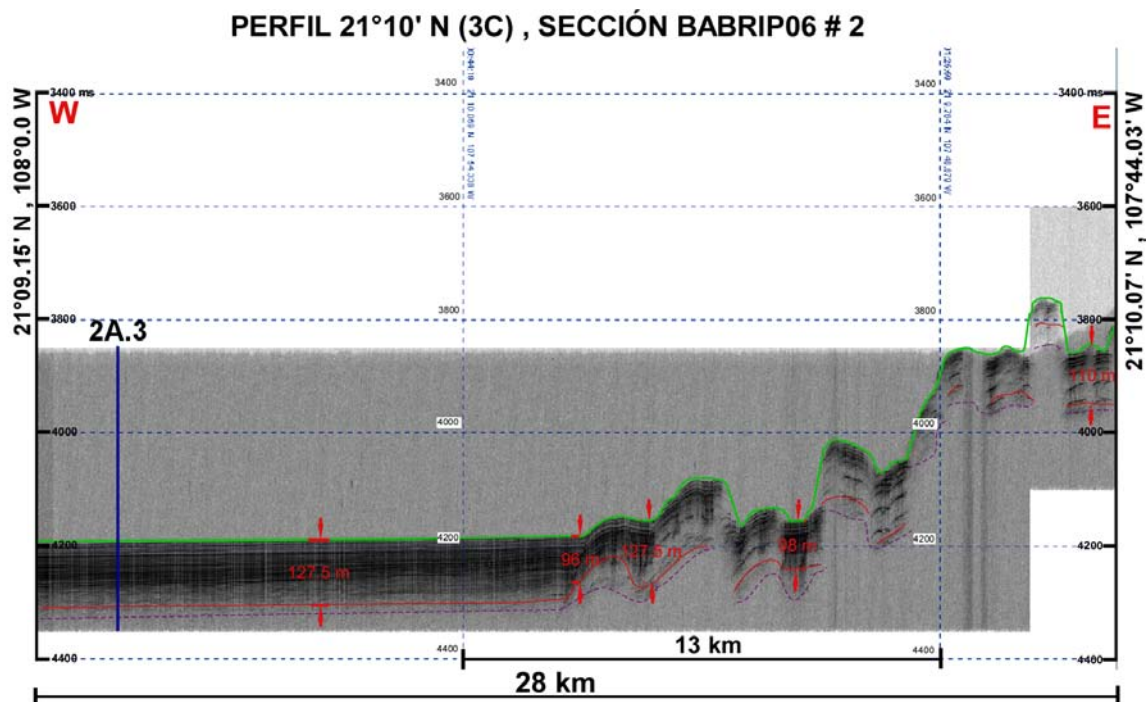 PERFIL 21°10' N (3C) , SECCIÓN BABRIP06 # 2
21°09.15' N , 108°0.0 W
21°10.07' N , 107°44.03' W
3400 ms
3400
3400
3400 ms
W
E
3600
3600
3600
3600
3800
3800
3800
3800
2A.3
110 m
4000
4000
4000
4000
4200
4200
4200
4200
127.5 m
96 m
127.5 m
98 m
4400
4400
4400
4400
13 km
28 km